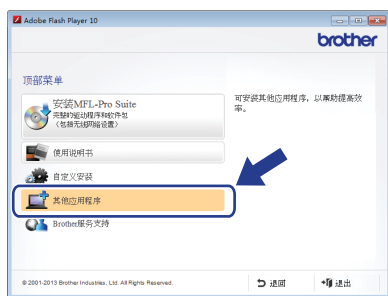 Adobe Flash Player 10
brother
顶部菜单
安装MFL-Pro Suite
完整的驱动程序和软件包
（包括无线网络设置）
可安装其他应用程序，以帮助提高效
率。
使用说明书
自定义安装
其他应用程序
Brother服务支持
© 2001-2013 Brother Industries, Ltd. All Rights Reserved.
退回
退出